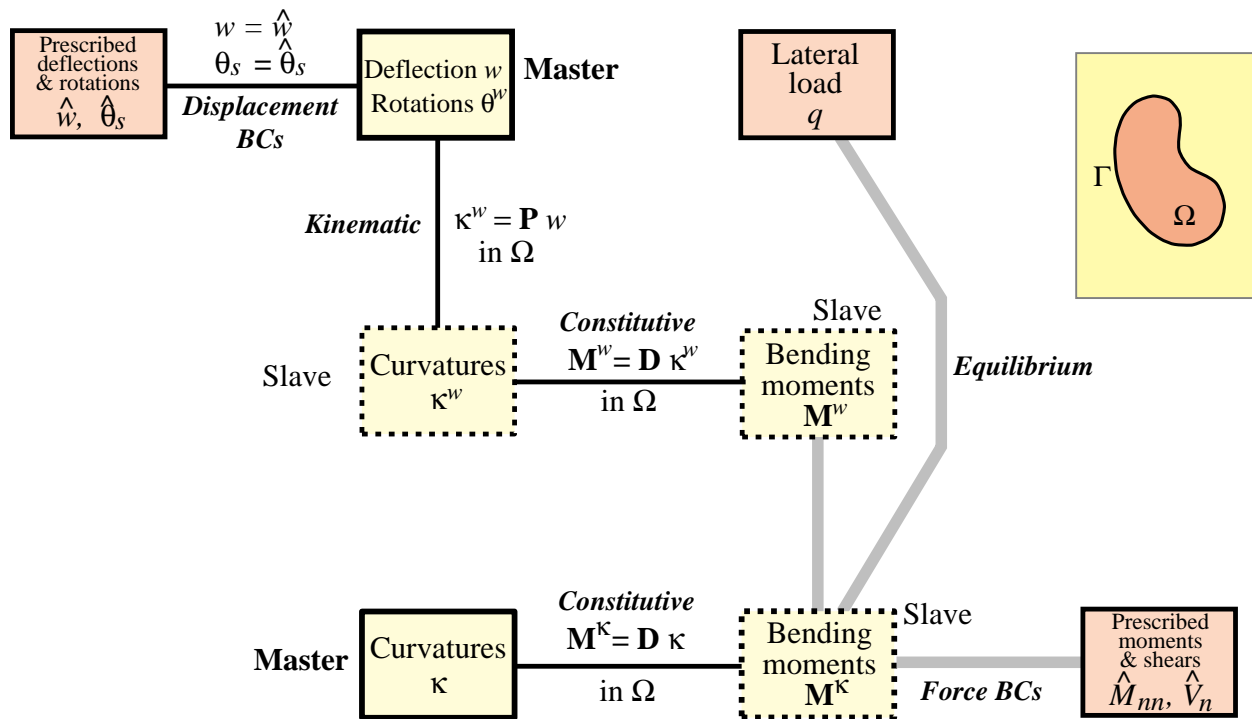 Prescribed
deflections
& rotations
ŵ, θ̂ₛ
w = ŵ
θₛ = θ̂ₛ
Displacement
BCs
Deflection w
Rotations θʷ
Master
Lateral
load
q
Γ
Ω
Kinematic
κʷ = P w
in Ω
Equilibrium
Slave
Curvatures
κʷ
Constitutive
Mʷ = D κʷ
in Ω
Slave
Bending
moments
Mʷ
Master
Curvatures
κ
Constitutive
M^κ = D κ
in Ω
Slave
Bending
moments
M^κ
Force BCs
Prescribed
moments
& shears
M̂ₙₙ, V̂ₙ